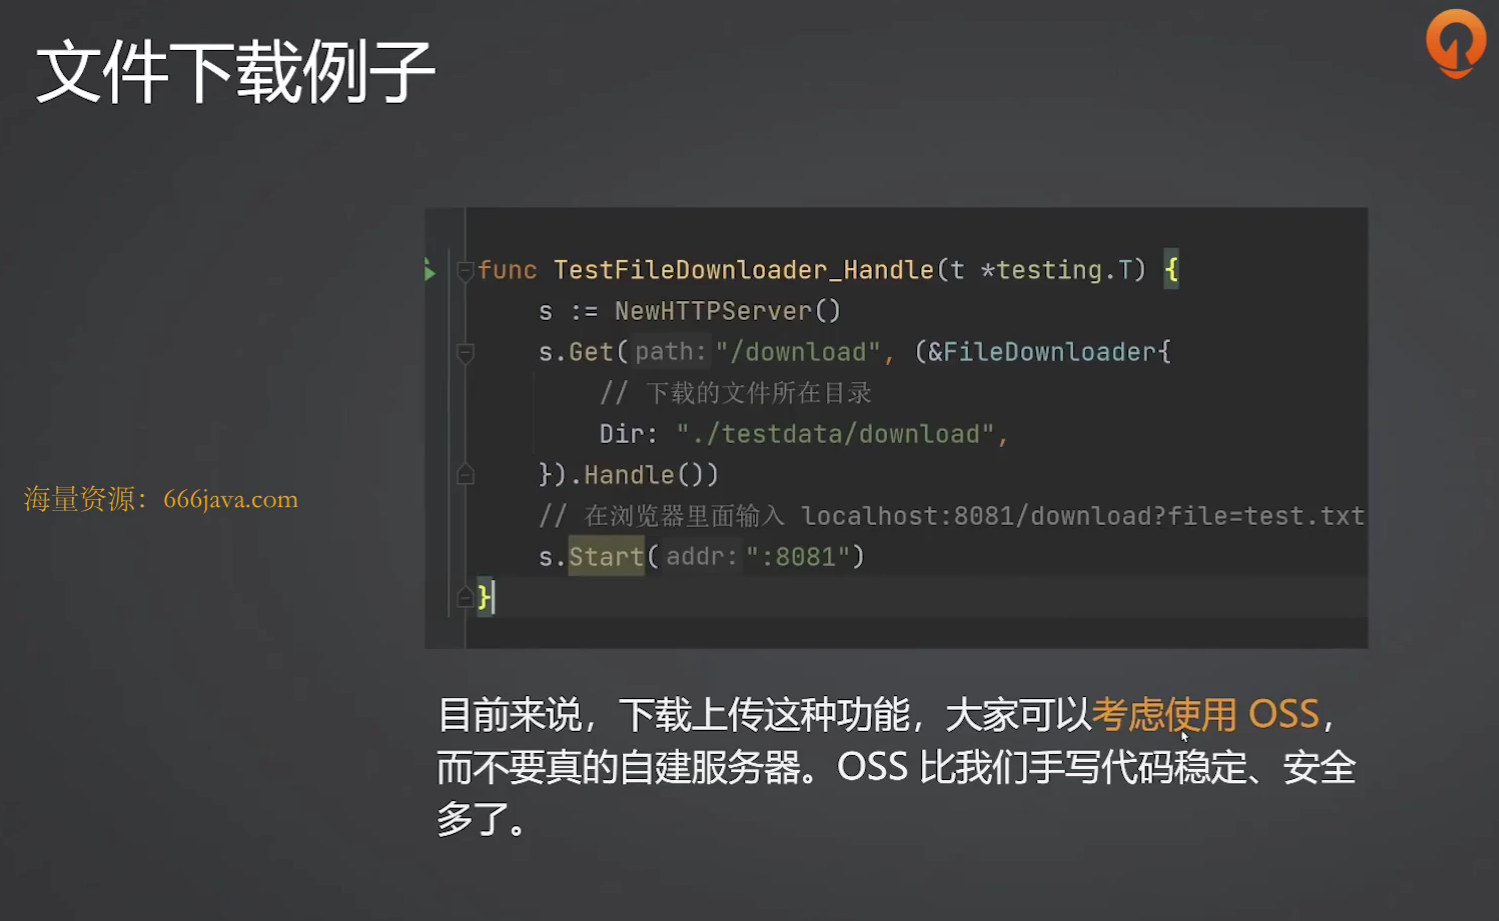 文件下载例子
func TestFileDownloader_Handle(t *testing.T) {
s := NewHTTPServer()
s.Get( path: "/download", (&FileDownloader{
// 下载的文件所在目录
Dir: "./testdata/download",
}).Handle())
海量资源：666java.com
// 在浏览器里面输入 localhost:8081/download?file=test.txt
s.Start( addr: ":8081")
}
目前来说，下载上传这种功能，大家可以考虑使用 OSS，
而不要真的自建服务器。OSS 比我们手写代码稳定、安全
多了。